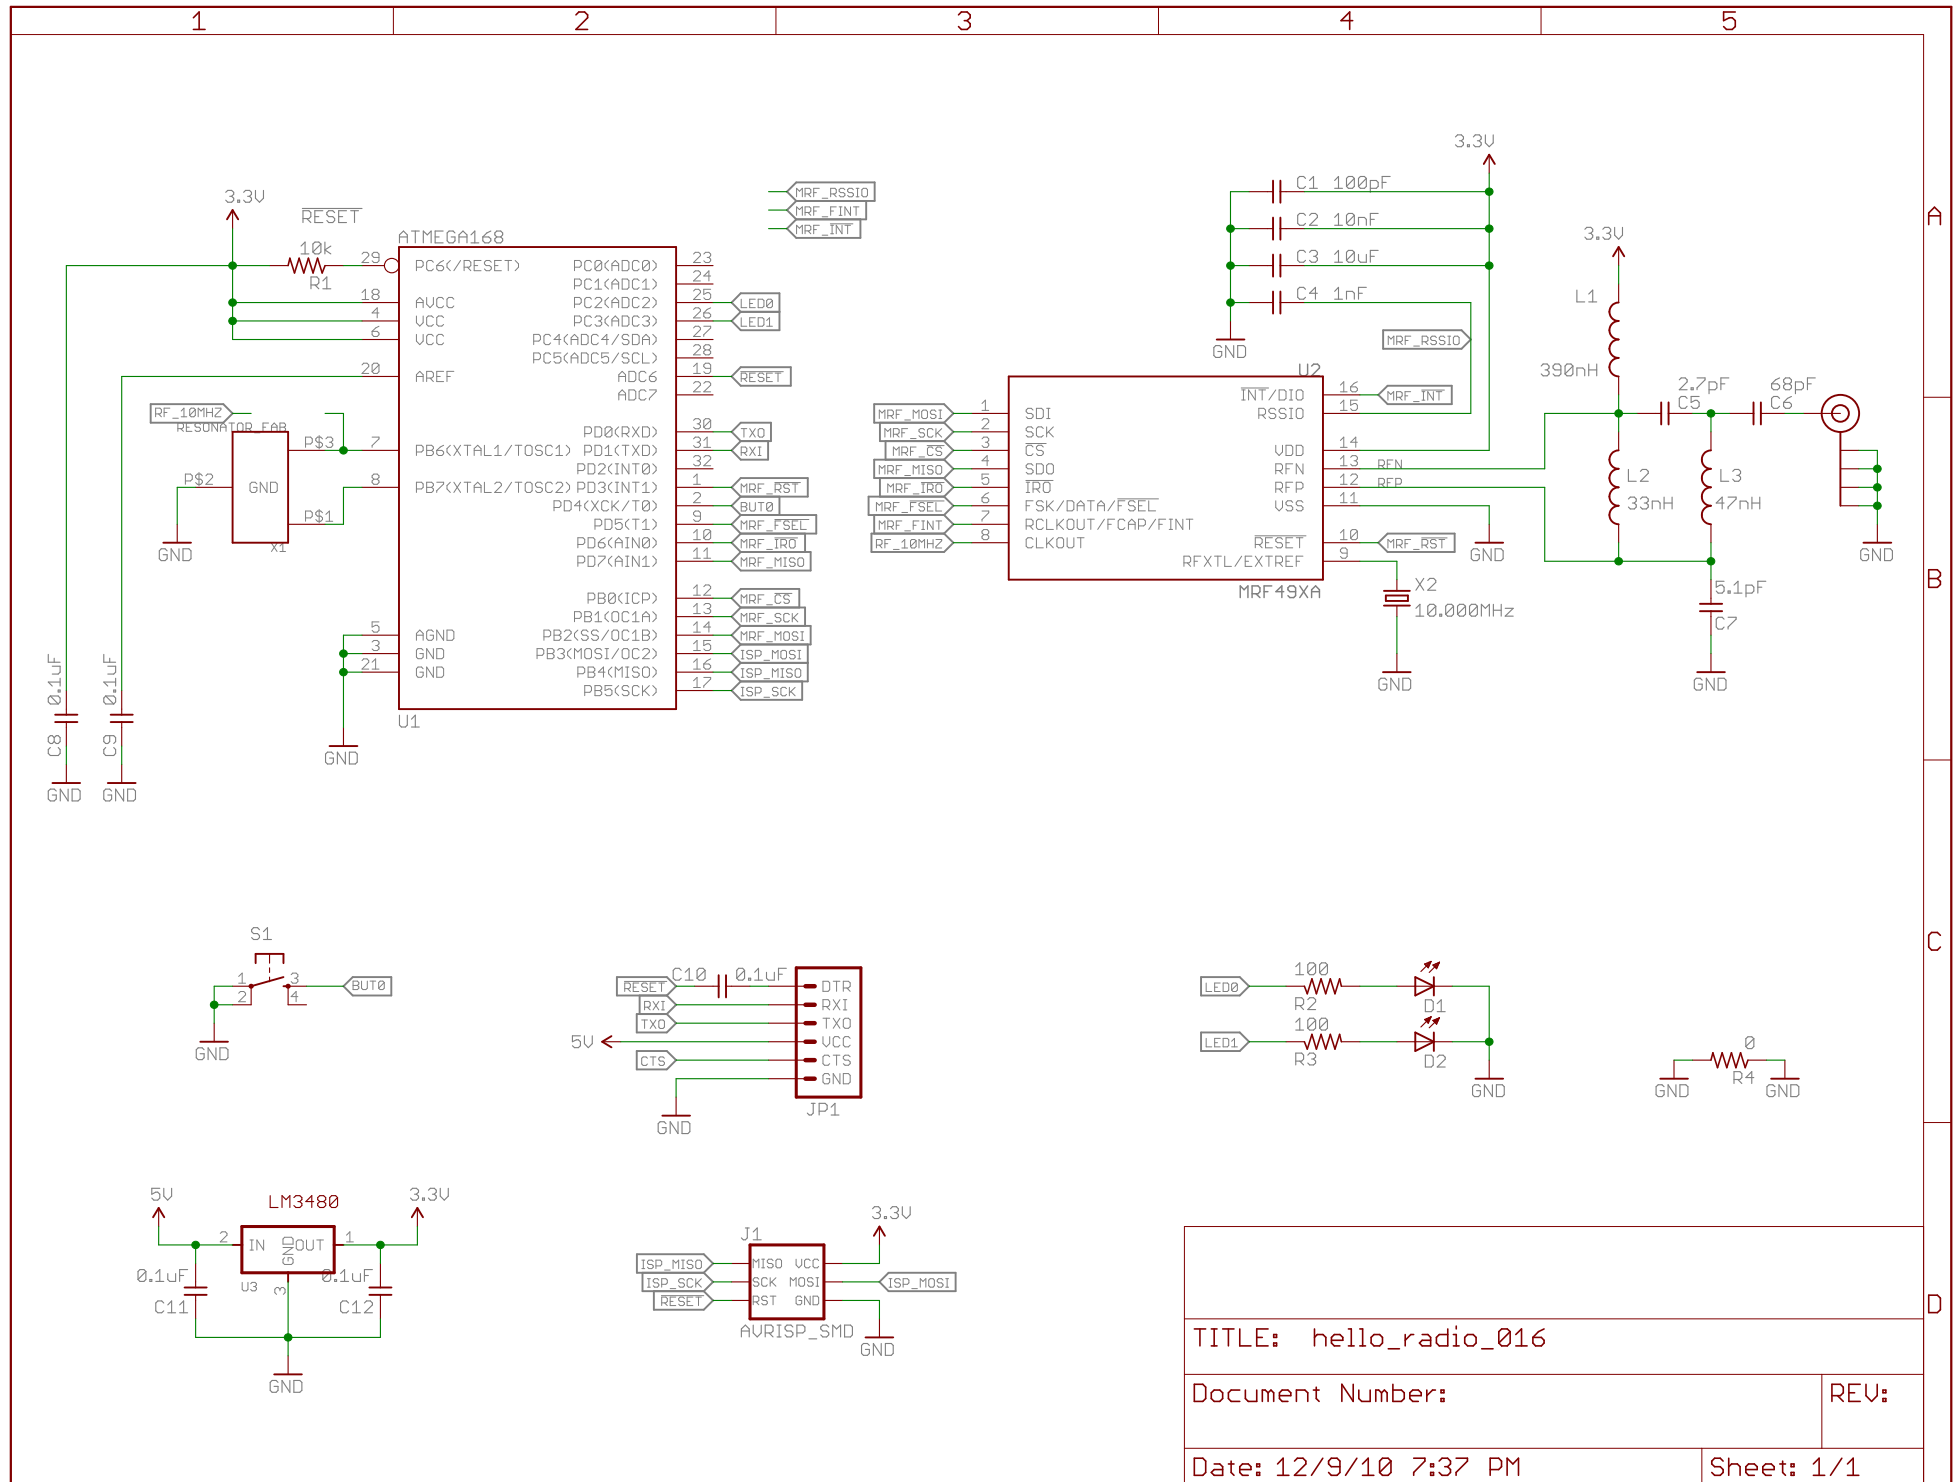 1 2 3 4 5
A
B
C
D
3.3V
RESET
10k
R1
ATMEGA168
29 PC6(/RESET)
18 AVCC
4 VCC
6 VCC
20 AREF
7 PB6(XTAL1/TOSC1)
8 PB7(XTAL2/TOSC2)
5 AGND
3 GND
21 GND
PC0(ADC0) 23
PC1(ADC1) 24
PC2(ADC2) 25 LED0
PC3(ADC3) 26 LED1
PC4(ADC4/SDA) 27
PC5(ADC5/SCL) 28
ADC6 19 RESET
ADC7 22
PD0(RXD) 30 TXO
PD1(TXD) 31 RXI
PD2(INT0) 32
PD3(INT1) 1 MRF_RST
PD4(XCK/T0) 2 BUT0
PD5(T1) 9 MRF_FSEL
PD6(AIN0) 10 MRF_IRO
PD7(AIN1) 11 MRF_MISO
PB0(ICP) 12 MRF_CS
PB1(OC1A) 13 MRF_SCK
PB2(SS/OC1B) 14 MRF_MOSI
PB3(MOSI/OC2) 15 ISP_MOSI
PB4(MISO) 16 ISP_MISO
PB5(SCK) 17 ISP_SCK
U1
GND
RF_10MHZ
RESONATOR_FAB
P$3
P$2
GND
P$1
X1
GND
0.1uF
C8
GND
0.1uF
C9
GND
MRF_RSSIO
MRF_FINT
MRF_INT
3.3V
C1 100pF
C2 10nF
C3 10uF
C4 1nF
GND
MRF_RSSIO
U2
MRF_MOSI 1 SDI
MRF_SCK 2 SCK
MRF_CS 3 CS
MRF_MISO 4 SDO
MRF_IRO 5 IRO
MRF_FSEL 6 FSK/DATA/FSEL
MRF_FINT 7 RCLKOUT/FCAP/FINT
RF_10MHZ 8 CLKOUT
INT/DIO 16 MRF_INT
RSSIO 15
VDD 14
RFN 13 RFN
RFP 12 RFP
VSS 11
RESET 10 MRF_RST
RFXTL/EXTREF 9
MRF49XA
GND
X2
10.000MHz
GND
3.3V
L1
390nH
2.7pF
C5
68pF
C6
L2
33nH
L3
47nH
5.1pF
C7
GND
GND
S1
1 3
2 4
BUT0
GND
RESET C10 0.1uF DTR
RXI RXI
TXO TXO
5V VCC
CTS CTS
GND
GND
JP1
LED0 100
R2
D1
LED1 100
R3
D2
GND
0
R4
GND GND
5V
LM3480
3.3V
2 IN GND OUT 1
U3
3
0.1uF
C11
0.1uF
C12
GND
J1
3.3V
ISP_MISO MISO VCC
ISP_SCK SCK MOSI ISP_MOSI
RESET RST GND
AVRISP_SMD
GND
TITLE: hello_radio_016
Document Number:
REV:
Date: 12/9/10 7:37 PM
Sheet: 1/1